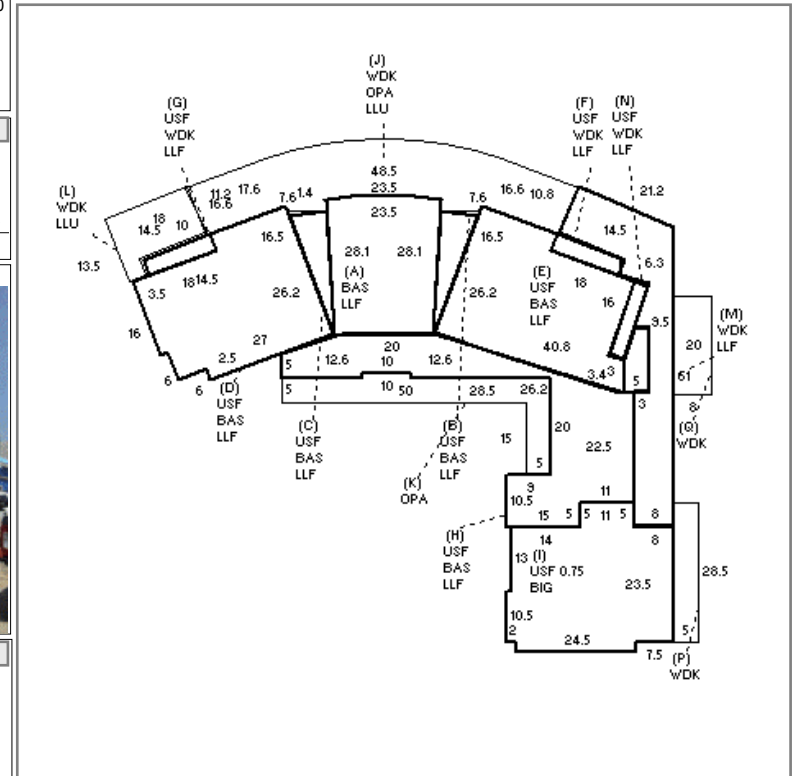 (J)
WDK
OPA
LLU
(G)
USF
WDK
LLF
(F)
USF
WDK
LLF
(N)
USF
WDK
LLF
(L)
WDK
LLU
48.5
23.5
23.5
11.2
17.6
16.6
7.6
1.4
7.6
16.6
10.8
21.2
18
14.5
10
14.5
13.5
16.5
16.5
6.3
28.1
28.1
(A)
BAS
LLF
(E)
USF
BAS
LLF
3.5
18
14.5
26.2
26.2
18
16
9.5
(M)
WDK
LLF
16
27
20
40.8
20
2.5
5
12.6
10
12.6
3.4
3
5
61
6
6
5
10
50
28.5
26.2
3
8
(D)
USF
BAS
LLF
(C)
USF
BAS
LLF
(B)
USF
BAS
LLF
(Q)
WDK
15
20
22.5
5
(K)
OPA
9
10.5
11
15
5
5
11
5
8
(H)
USF
BAS
LLF
14
8
13
(I)
USF 0.75
BIG
23.5
28.5
10.5
2
24.5
5
7.5
(P)
WDK